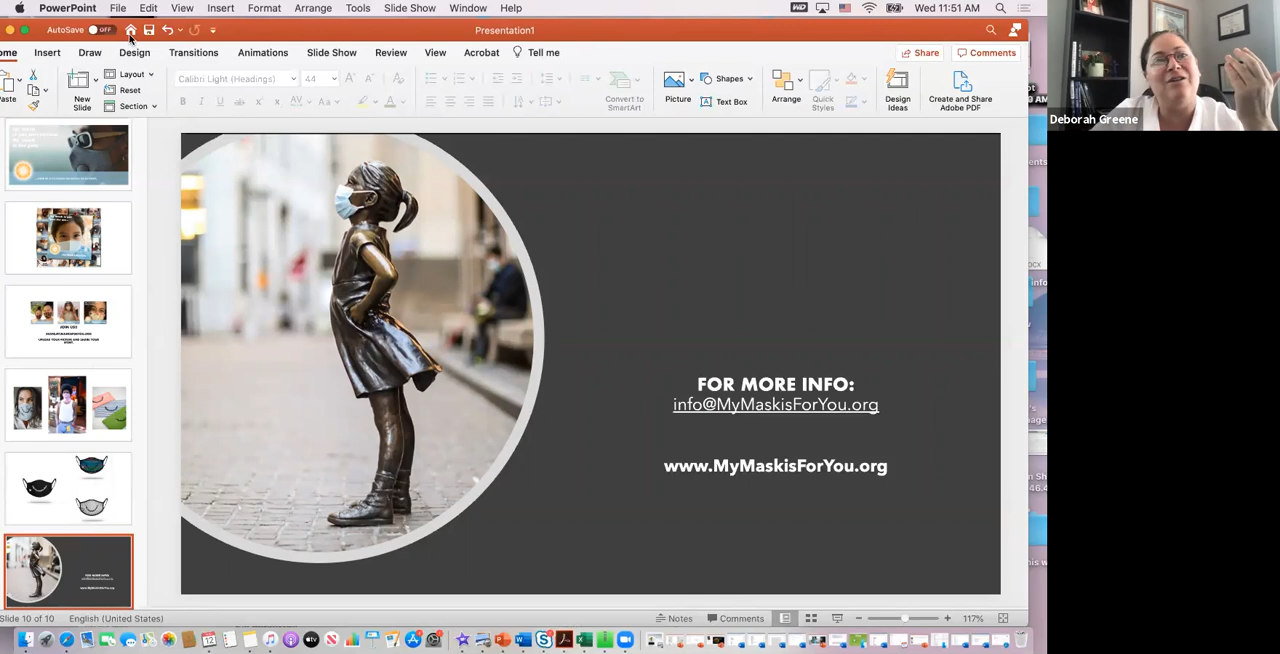 PowerPoint File Edit View Insert Format Arrange Tools Slide Show Window Help
Wed 11:51 AM
AutoSave OFF
Presentation1
Insert Draw Design Transitions Animations Slide Show Review View Acrobat Tell me
Share Comments
New Slide
Layout
Reset
Section
Calibri Light (Headings) 44
Convert to SmartArt
Picture
Shapes
Text Box
Arrange
Quick Styles
Design Ideas
Create and Share Adobe PDF
Deborah Greene
FOR MORE INFO:
info@MyMaskisForYou.org
www.MyMaskisForYou.org
JOIN US!
Slide 10 of 10 English (United States)
Notes Comments 117%